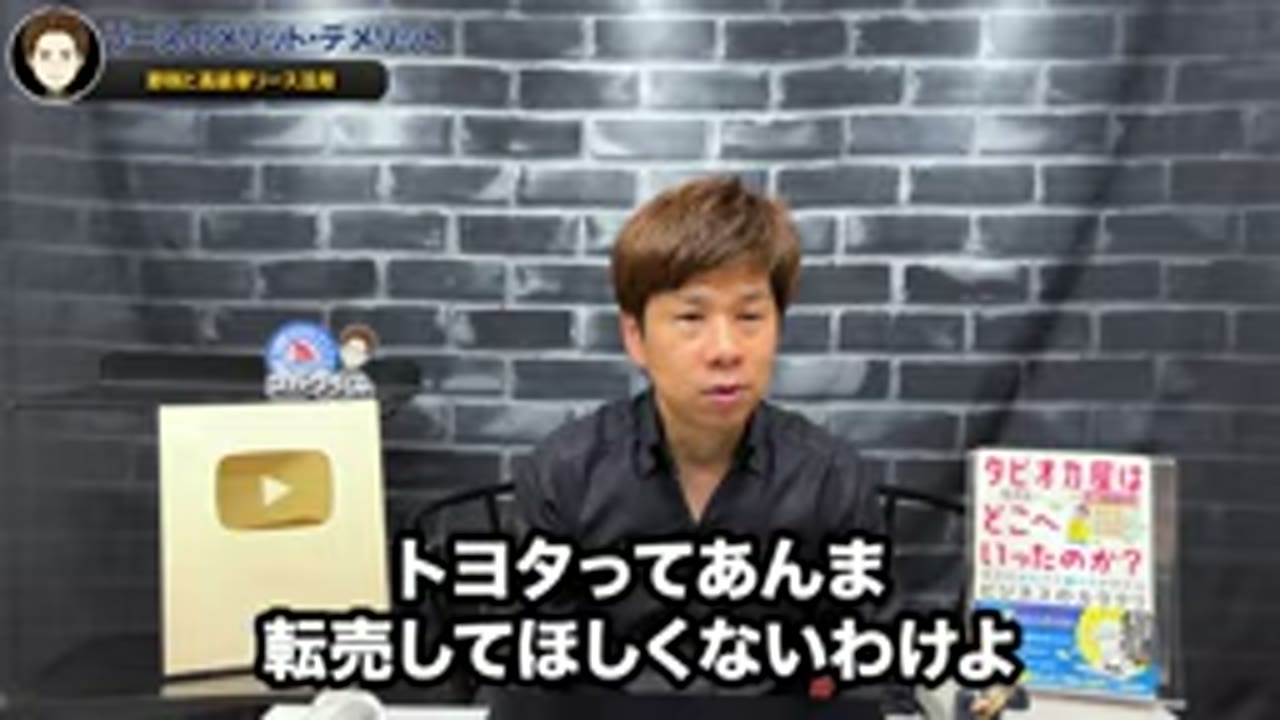 リースのメリット・デメリット
節税と高級車リース活用
トヨタってあんま
転売してほしくないわけよ
タピオカ屋は
どこへ
いったのか?